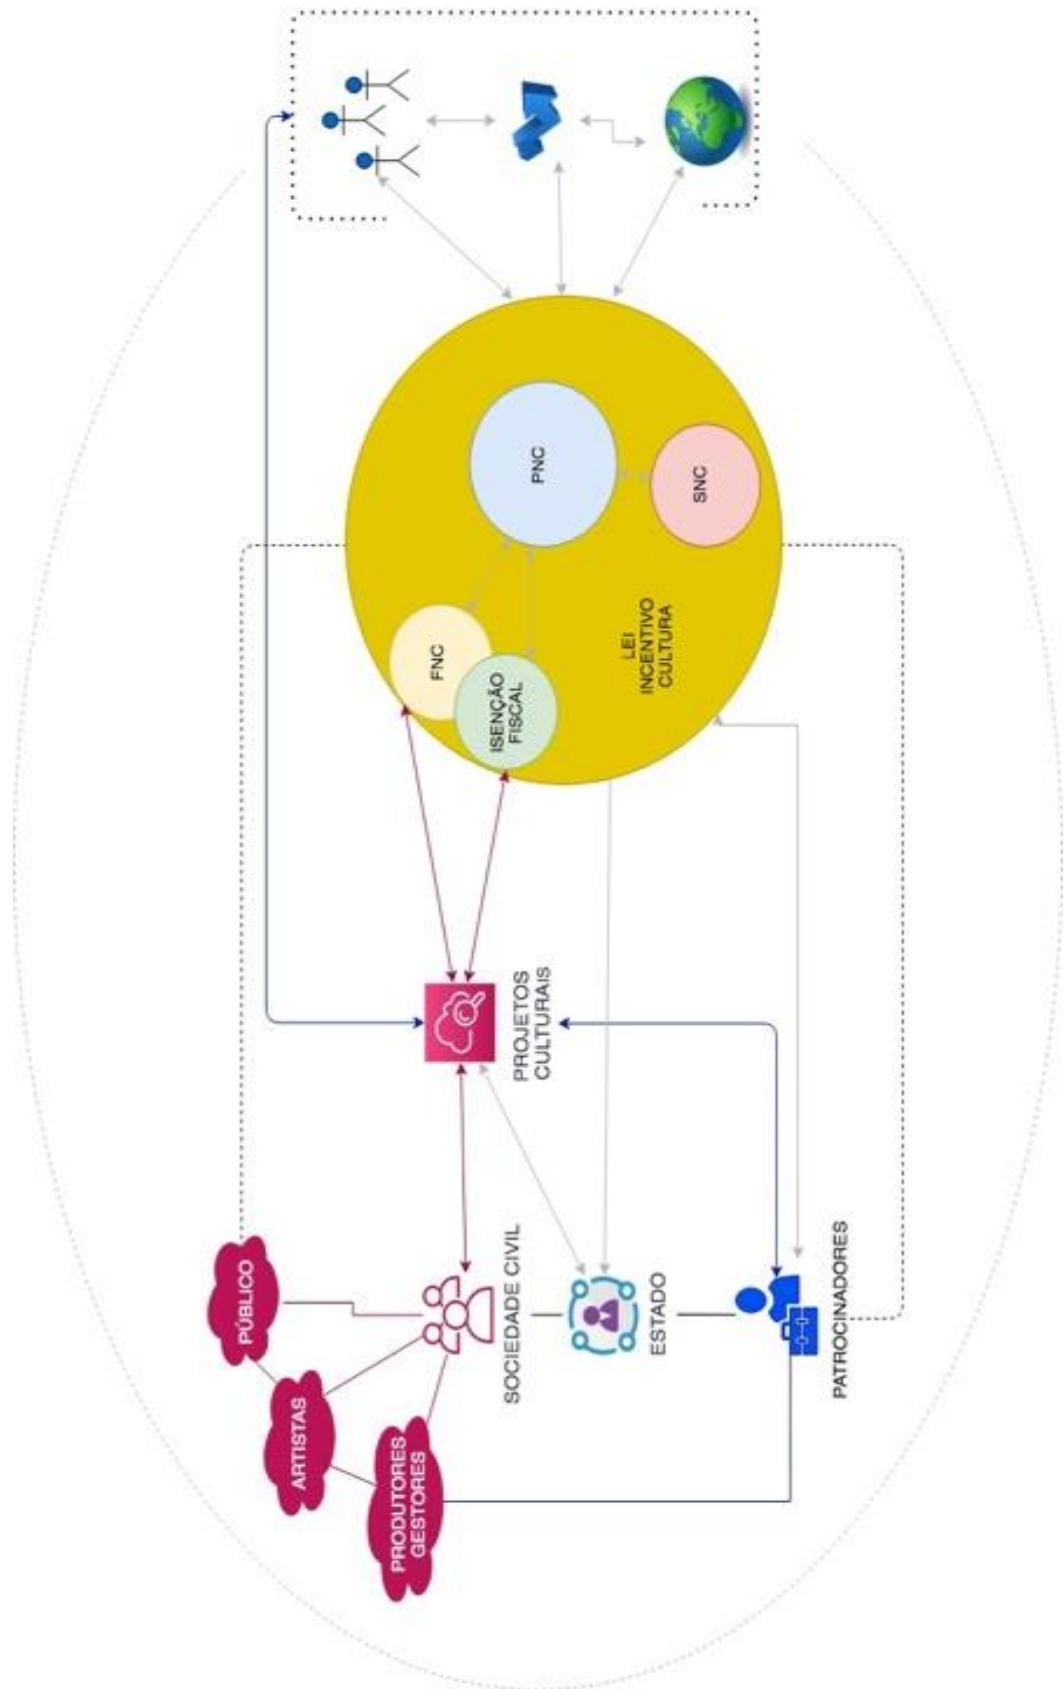 PÚBLICO
ARTISTAS
PRODUTORES
GESTORES
SOCIEDADE CIVIL
ESTADO
PATROCINADORES
PROJETOS
CULTURAIS
FNC
ISENÇÃO
FISCAL
LEI
INCENTIVO
CULTURA
PNC
SNC